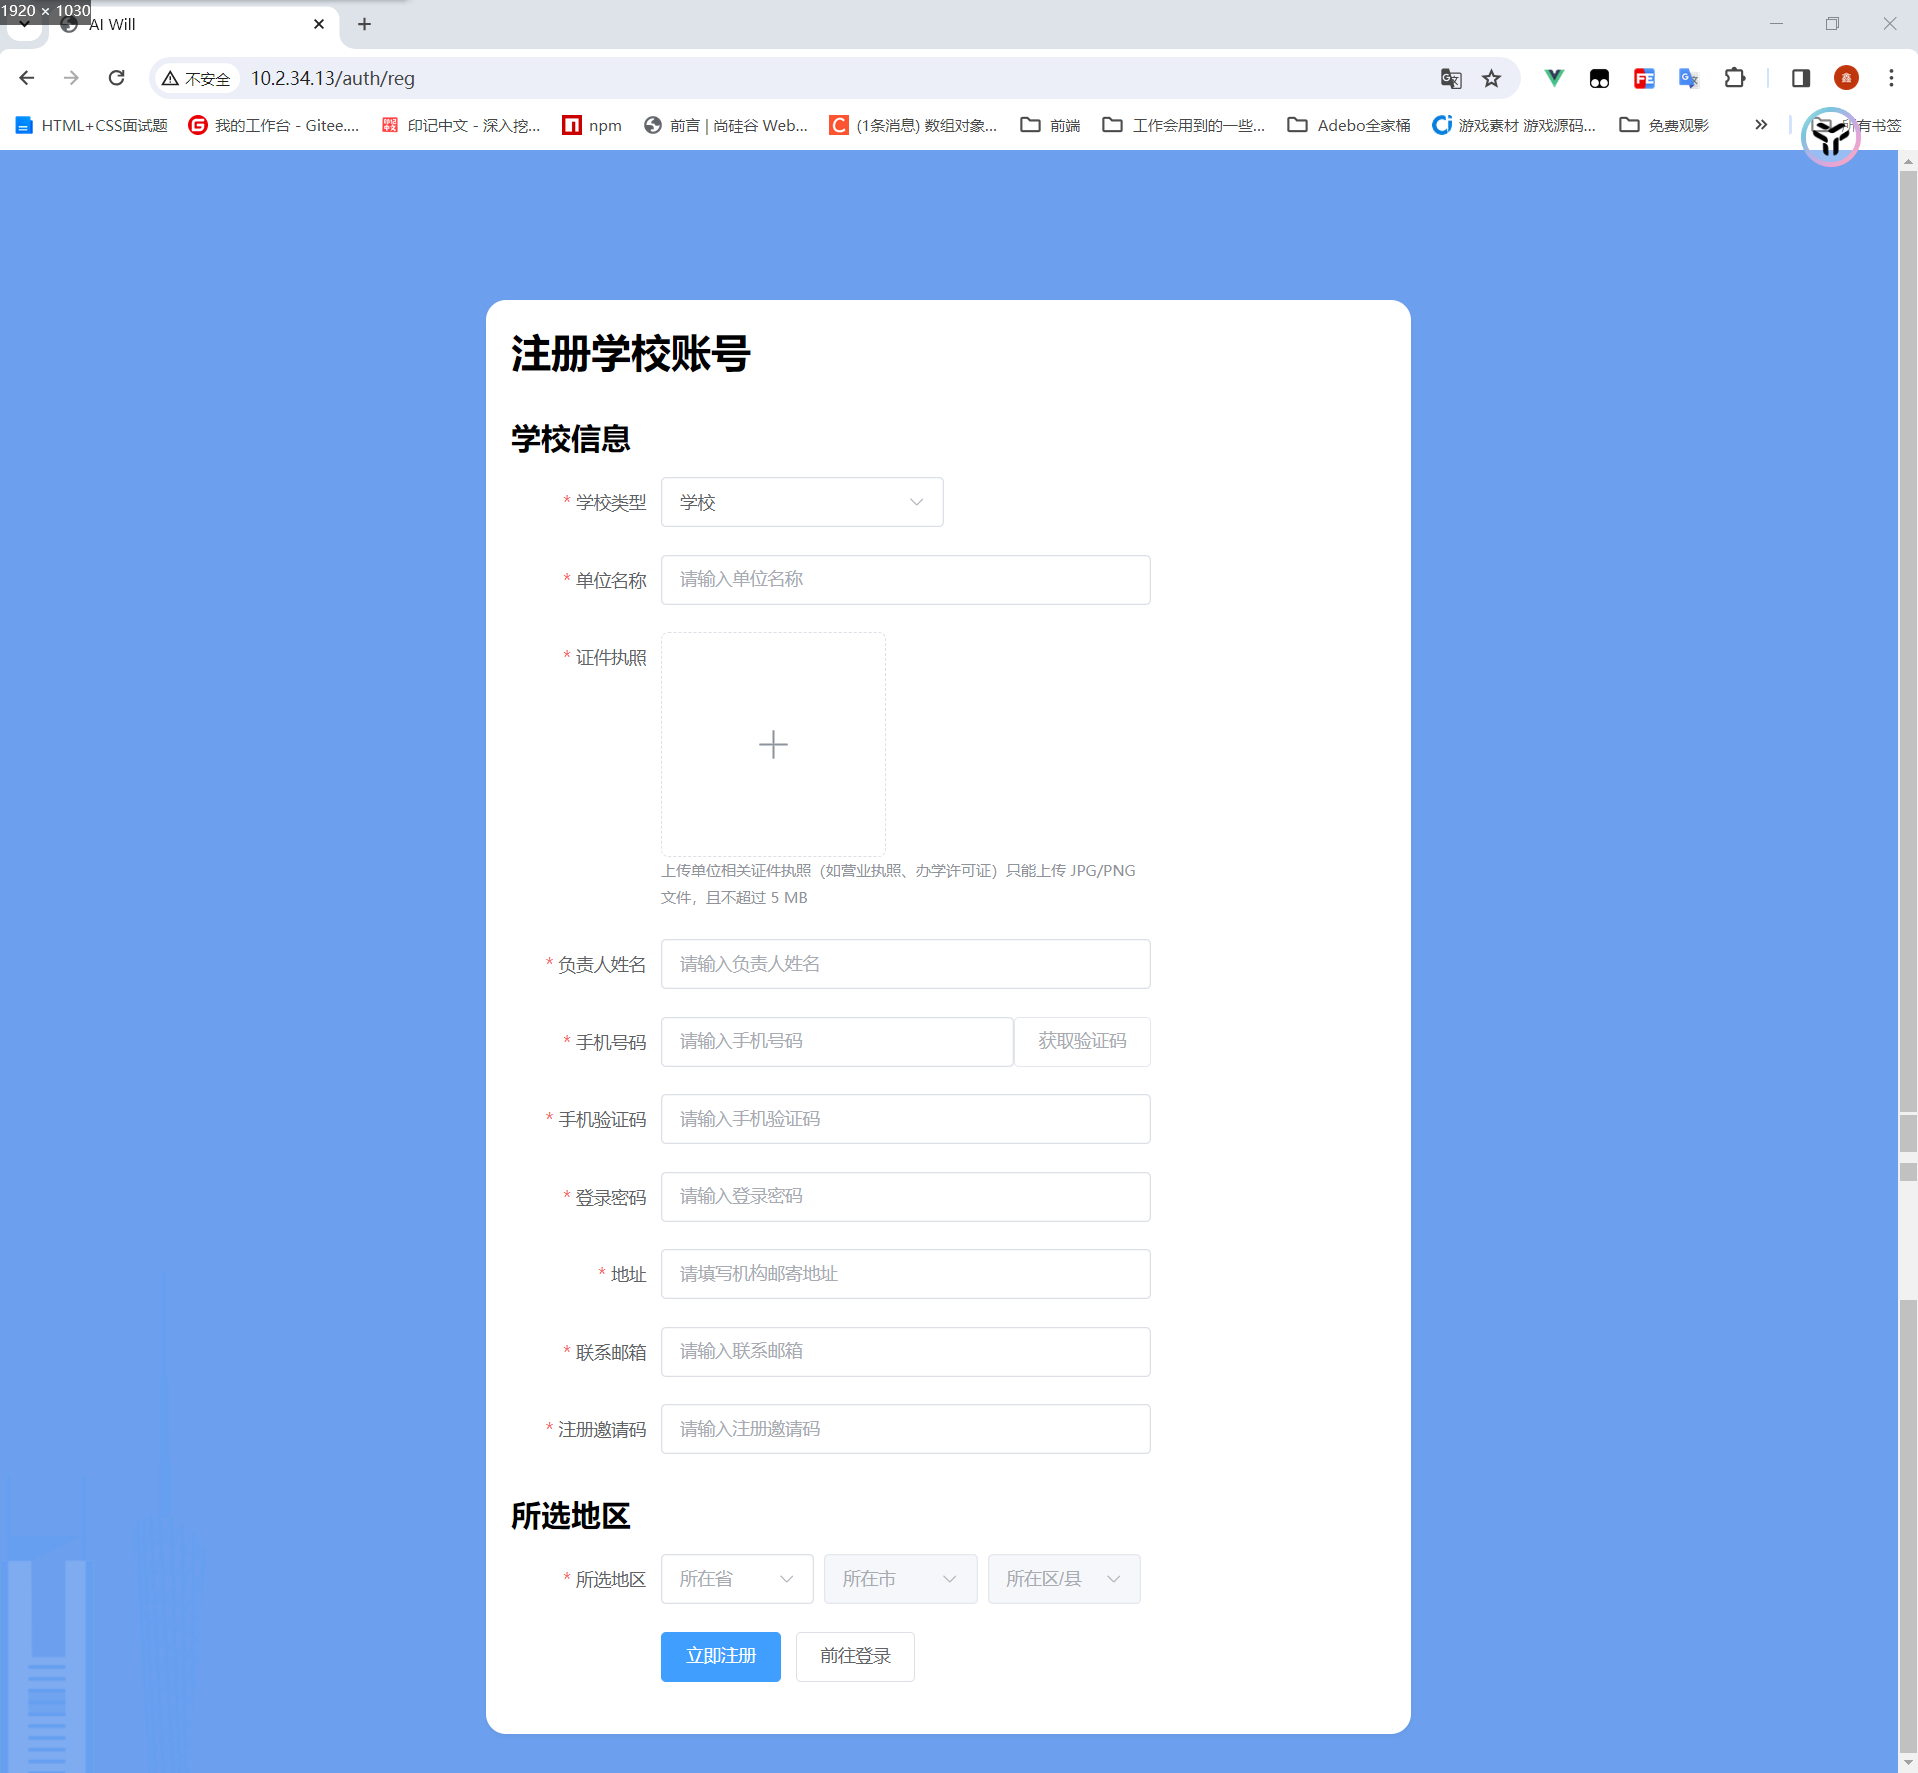 1920 × 1030
AI Will
不安全
10.2.34.13/auth/reg
HTML+CSS面试题
我的工作台 - Gitee....
印记中文 - 深入挖...
npm
前言 | 尚硅谷 Web...
(1条消息) 数组对象...
前端
工作会用到的一些...
Adebo全家桶
游戏素材 游戏源码...
免费观影
所有书签
注册学校账号
学校信息
* 学校类型
学校
* 单位名称
请输入单位名称
* 证件执照
上传单位相关证件执照（如营业执照、办学许可证）只能上传 JPG/PNG
文件，且不超过 5 MB
* 负责人姓名
请输入负责人姓名
* 手机号码
请输入手机号码
获取验证码
* 手机验证码
请输入手机验证码
* 登录密码
请输入登录密码
* 地址
请填写机构邮寄地址
* 联系邮箱
请输入联系邮箱
* 注册邀请码
请输入注册邀请码
所选地区
* 所选地区
所在省
所在市
所在区/县
立即注册
前往登录